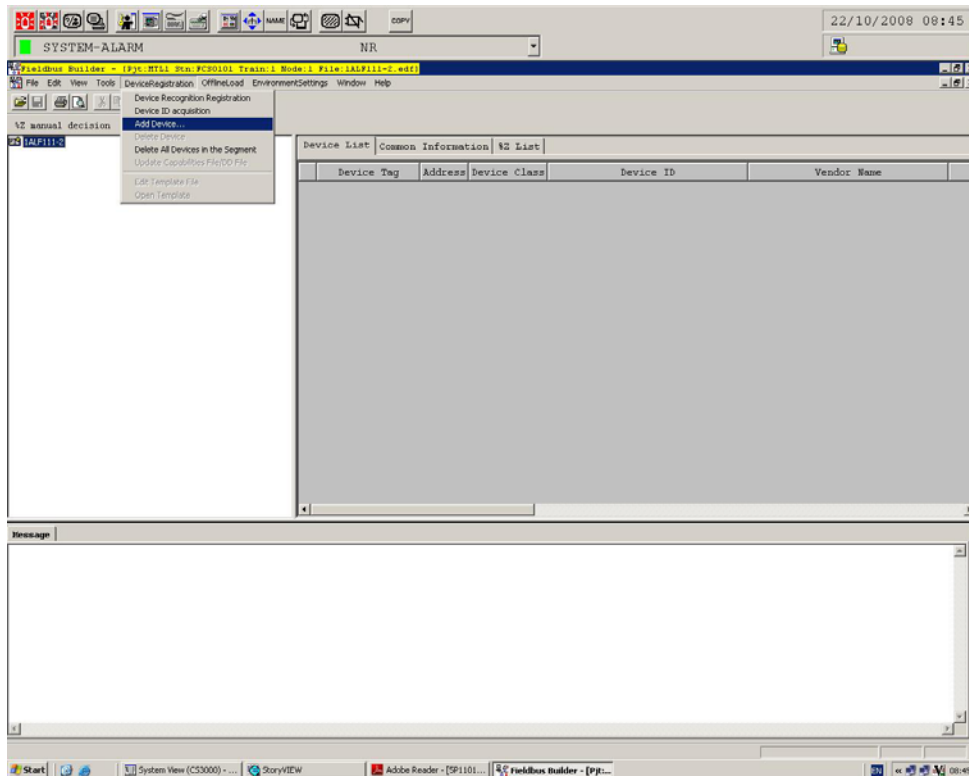 NAME
COPY
22/10/2008 08:45
SYSTEM-ALARM NR
Fieldbus Builder - [Pjt:MTL1 Stn:FCS0101 Train:1 Node:1 File:1ALF111-2.edf]
File Edit View Tools DeviceRegistration OfflineLoad EnvironmentSettings Window Help
Device Recognition Registration
Device ID acquisition
%Z manual decision
Add Device...
1ALF111-2
Delete Device
Delete All Devices in the Segment
Update Capabilities File/DD File
Edit Template File
Open Template
Device List Common Information %Z List
Device Tag Address Device Class Device ID Vendor Name
Message
Start System View (CS3000) - ... StoryVIEW Adobe Reader - [SP1101... Fieldbus Builder - [Pjt:... EN